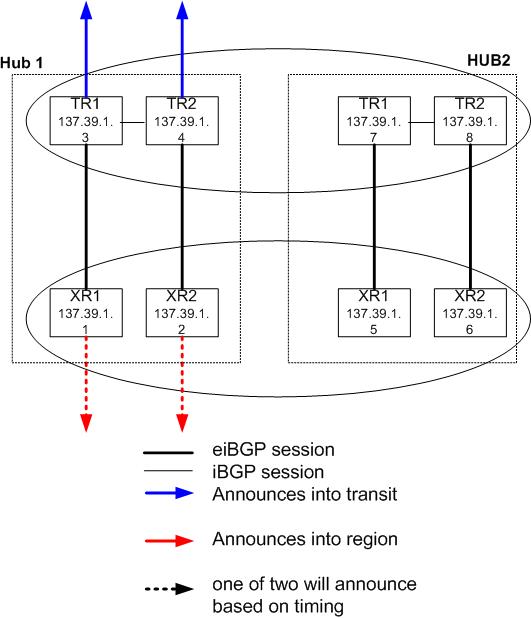 Hub 1
HUB2
TR1
137.39.1.
3
TR2
137.39.1.
4
TR1
137.39.1.
7
TR2
137.39.1.
8
XR1
137.39.1.
1
XR2
137.39.1.
2
XR1
137.39.1.
5
XR2
137.39.1.
6
eiBGP session
iBGP session
Announces into transit
Announces into region
one of two will announce
based on timing